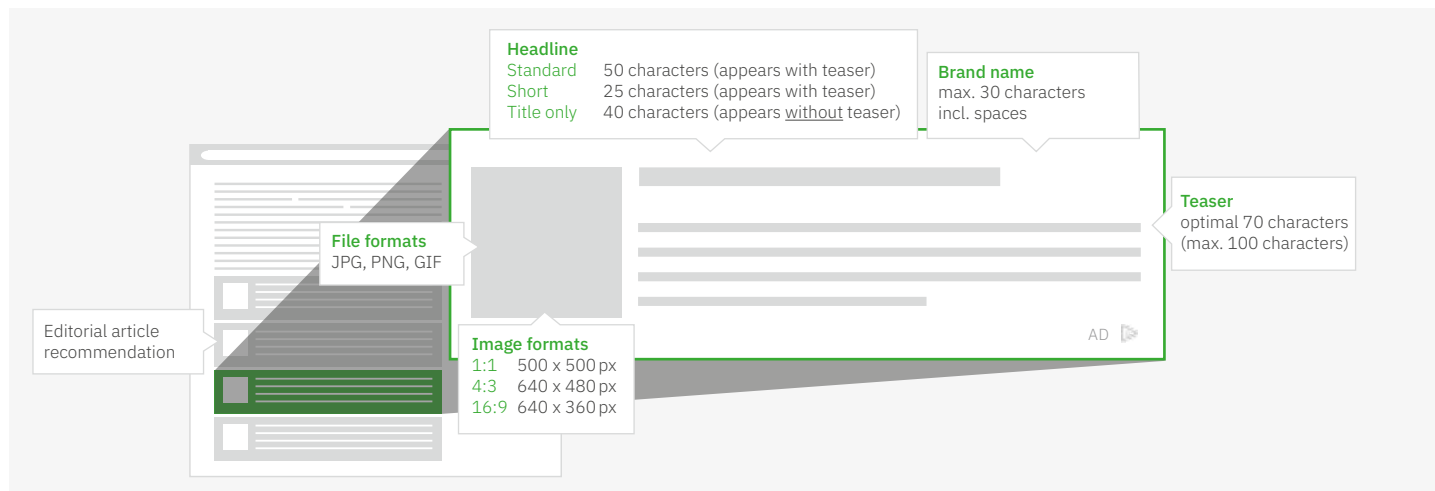 Headline
Standard 50 characters (appears with teaser)
Short 25 characters (appears with teaser)
Title only 40 characters (appears without teaser)
Brand name
max. 30 characters
incl. spaces
Teaser
optimal 70 characters
(max. 100 characters)
File formats
JPG, PNG, GIF
Editorial article
recommendation
AD
Image formats
1:1 500 x 500 px
4:3 640 x 480 px
16:9 640 x 360 px